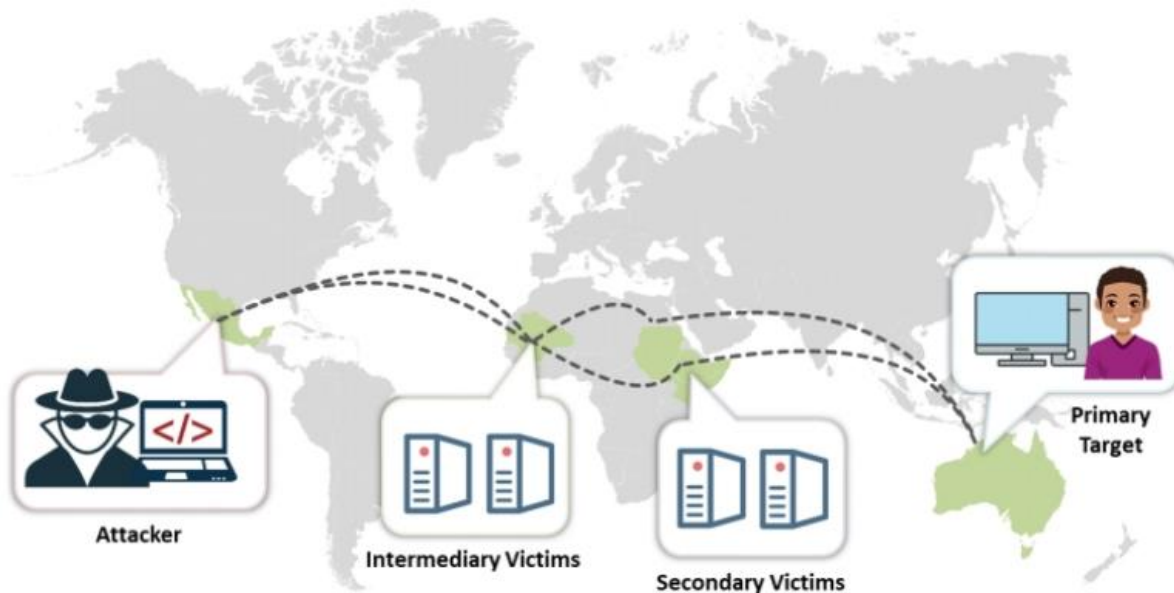 Primary
Target
</>
Attacker
Intermediary Victims
Secondary Victims